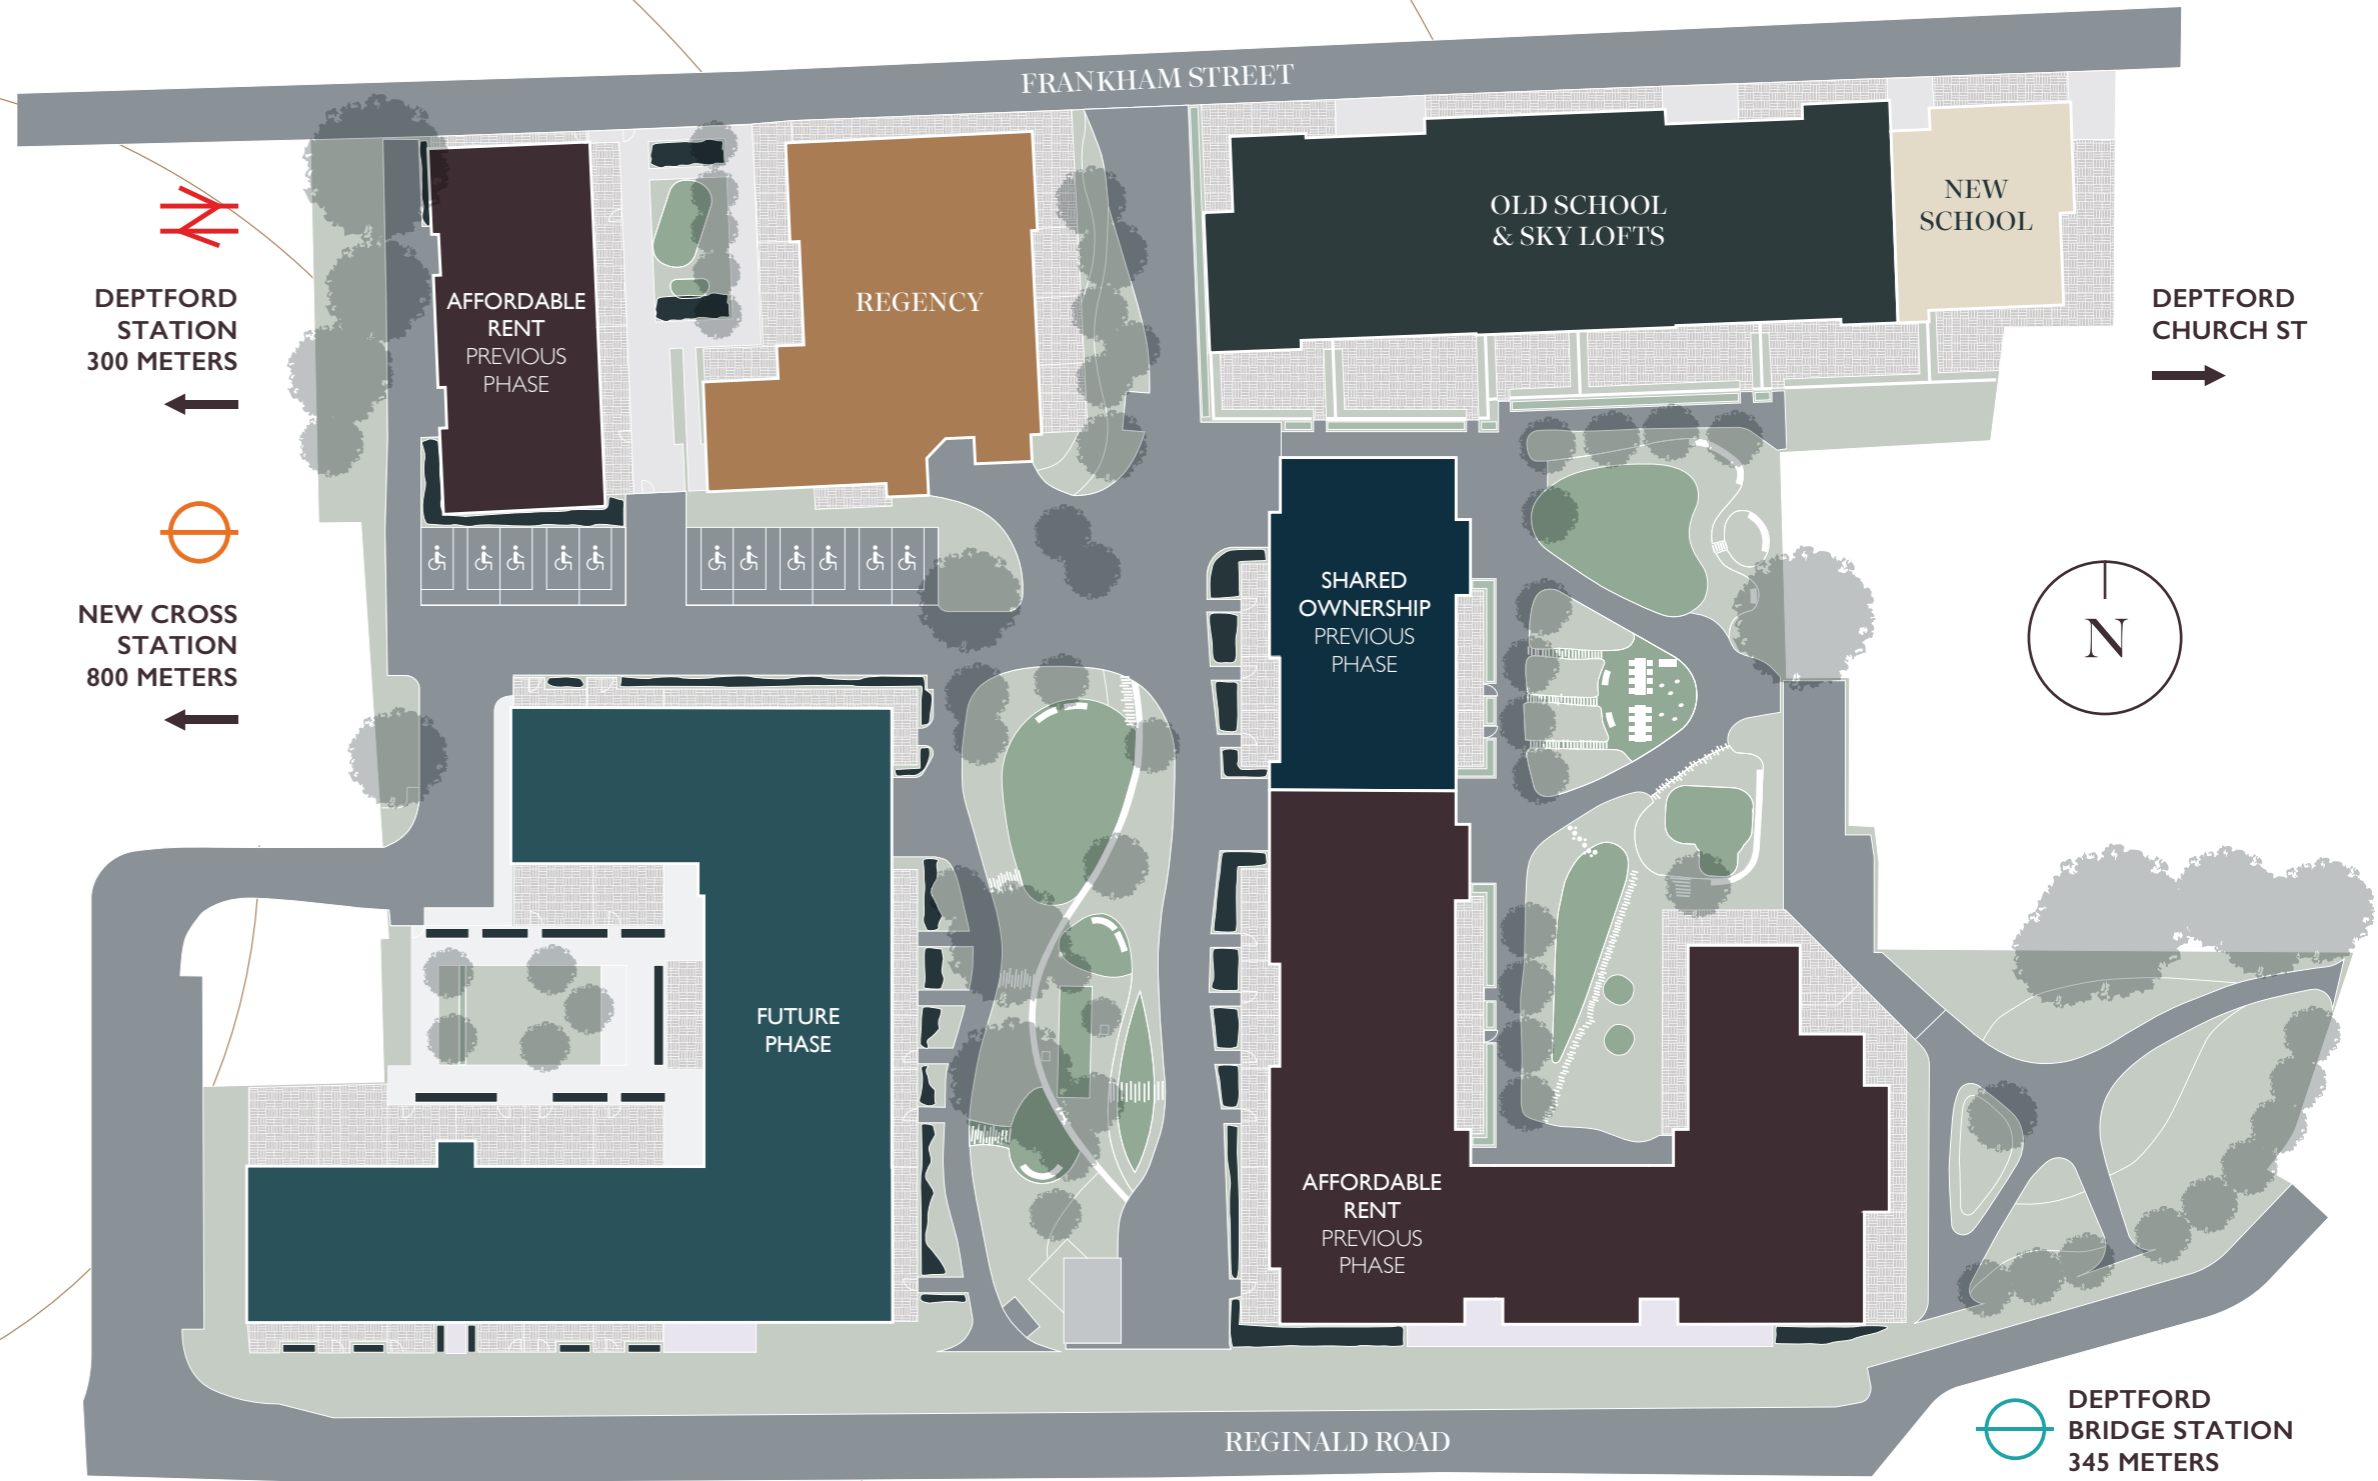 FRANKHAM STREET
DEPTFORD
STATION
300 METERS
NEW CROSS
STATION
800 METERS
AFFORDABLE
RENT
PREVIOUS
PHASE
REGENCY
OLD SCHOOL
& SKY LOFTS
NEW
SCHOOL
DEPTFORD
CHURCH ST
SHARED
OWNERSHIP
PREVIOUS
PHASE
N
FUTURE
PHASE
AFFORDABLE
RENT
PREVIOUS
PHASE
REGINALD ROAD
DEPTFORD
BRIDGE STATION
345 METERS